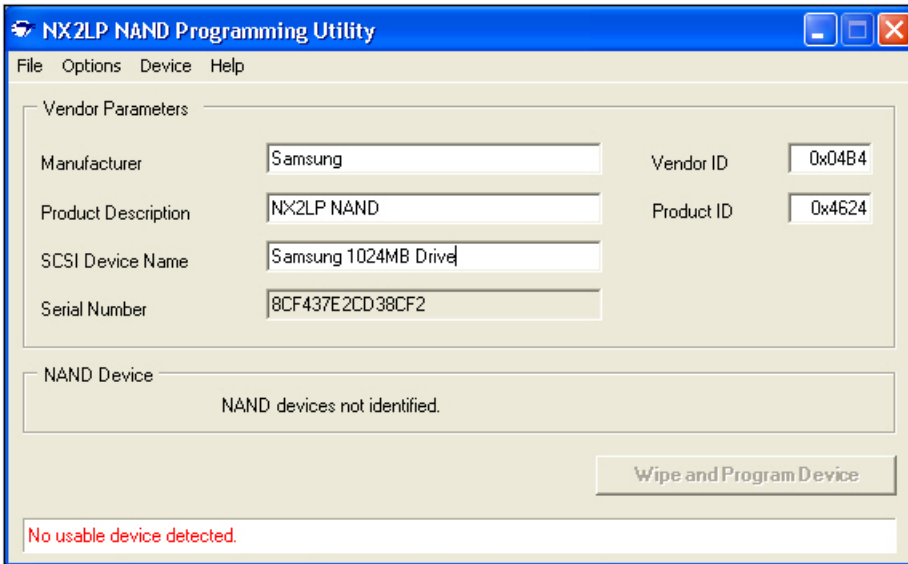 NX2LP NAND Programming Utility
File Options Device Help
Vendor Parameters
Manufacturer Samsung Vendor ID 0x04B4
Product Description NX2LP NAND Product ID 0x4624
SCSI Device Name Samsung 1024MB Drive
Serial Number 8CF437E2CD38CF2
NAND Device
NAND devices not identified.
Wipe and Program Device
No usable device detected.